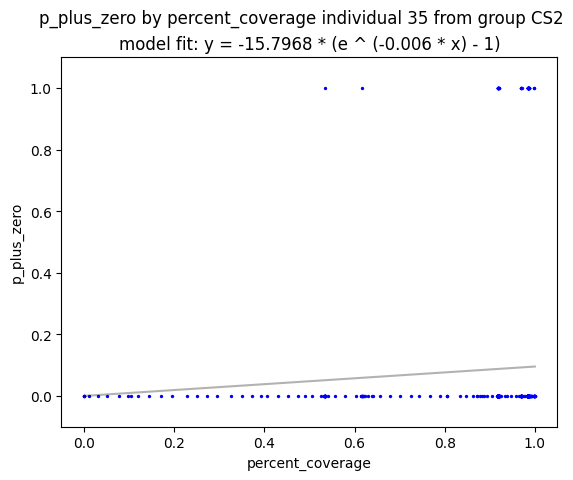 p_plus_zero by percent_coverage individual 35 from group CS2
model fit: y = -15.7968 * (e ^ (-0.006 * x) - 1)
1.0
0.8
0.6
0.4
0.2
0.0
p_plus_zero
0.0 0.2 0.4 0.6 0.8 1.0
percent_coverage